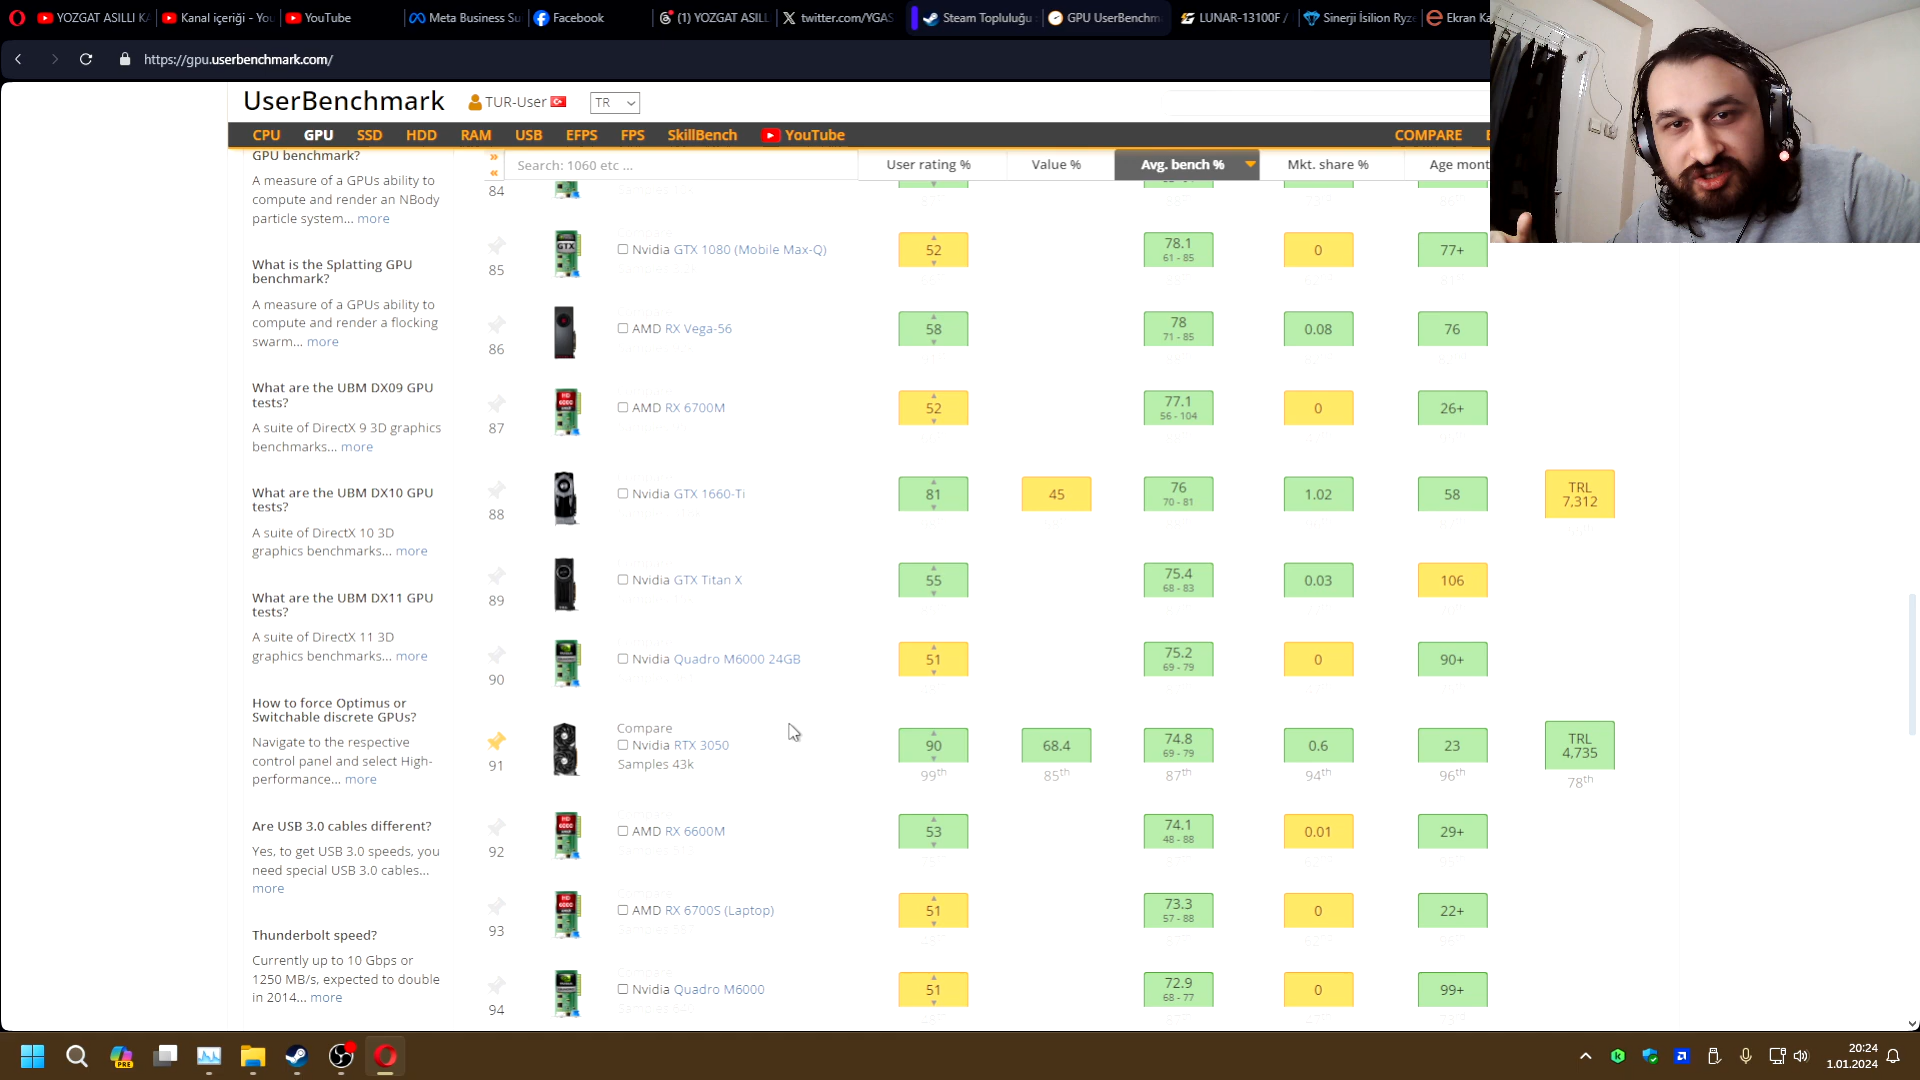 YOZGAT ASILLI KA
Kanal içeriği - You
YouTube
Meta Business Su
Facebook
(1) YOZGAT ASILL
twitter.com/YGAS
Steam Topluluğu
GPU UserBenchm
LUNAR-13100F /
Sinerji İsilion Ryze
Ekran Ka
https://gpu.userbenchmark.com/
UserBenchmark
TUR-User
TR
CPU GPU SSD HDD RAM USB EFPS FPS SkillBench YouTube COMPARE
Search: 1060 etc ...
User rating % Value % Avg. bench % Mkt. share % Age mont
GPU benchmark?
A measure of a GPUs ability to
compute and render an NBody
particle system... more
What is the Splatting GPU
benchmark?
A measure of a GPUs ability to
compute and render a flocking
swarm... more
What are the UBM DX09 GPU
tests?
A suite of DirectX 9 3D graphics
benchmarks... more
What are the UBM DX10 GPU
tests?
A suite of DirectX 10 3D
graphics benchmarks... more
What are the UBM DX11 GPU
tests?
A suite of DirectX 11 3D
graphics benchmarks... more
How to force Optimus or
Switchable discrete GPUs?
Navigate to the respective
control panel and select High-
performance... more
Are USB 3.0 cables different?
Yes, to get USB 3.0 speeds, you
need special USB 3.0 cables...
more
Thunderbolt speed?
Currently up to 10 Gbps or
1250 MB/s, expected to double
in 2014... more
84
85 Nvidia GTX 1080 (Mobile Max-Q) 52 78.1 61 - 85 0 77+
86 AMD RX Vega-56 58 78 71 - 85 0.08 76
87 AMD RX 6700M 52 77.1 56 - 104 0 26+
88 Nvidia GTX 1660-Ti 81 45 76 70 - 81 1.02 58 TRL 7,312
89 Nvidia GTX Titan X 55 75.4 68 - 83 0.03 106
90 Nvidia Quadro M6000 24GB 51 75.2 69 - 79 0 90+
Compare
91 Nvidia RTX 3050 90 68.4 74.8 69 - 79 0.6 23 TRL 4,735
Samples 43k 99th 85th 87th 94th 96th 78th
92 AMD RX 6600M 53 74.1 48 - 88 0.01 29+
93 AMD RX 6700S (Laptop) 51 73.3 57 - 88 0 22+
94 Nvidia Quadro M6000 51 72.9 68 - 77 0 99+
20:24
1.01.2024